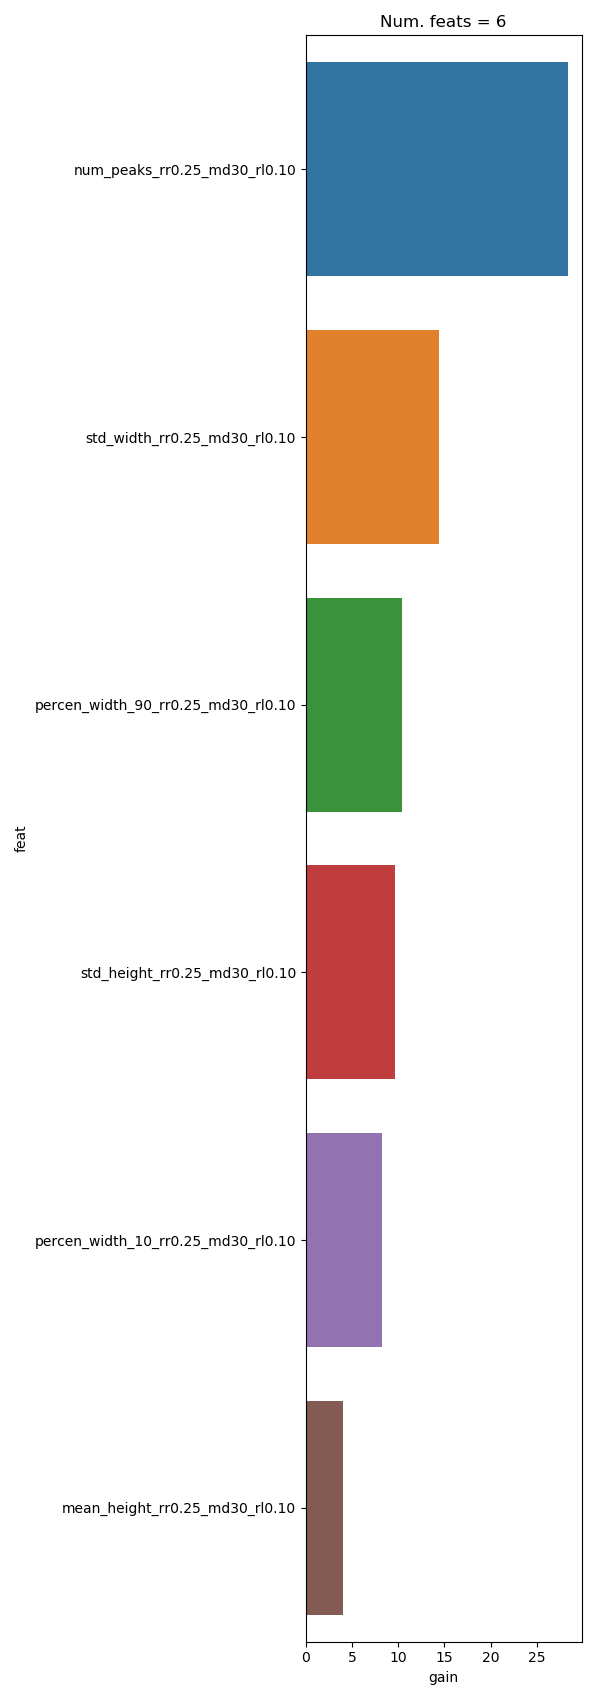 Num. feats = 6
num_peaks_rr0.25_md30_rl0.10
std_width_rr0.25_md30_rl0.10
percen_width_90_rr0.25_md30_rl0.10
feat
std_height_rr0.25_md30_rl0.10
percen_width_10_rr0.25_md30_rl0.10
mean_height_rr0.25_md30_rl0.10
0 5 10 15 20 25
gain